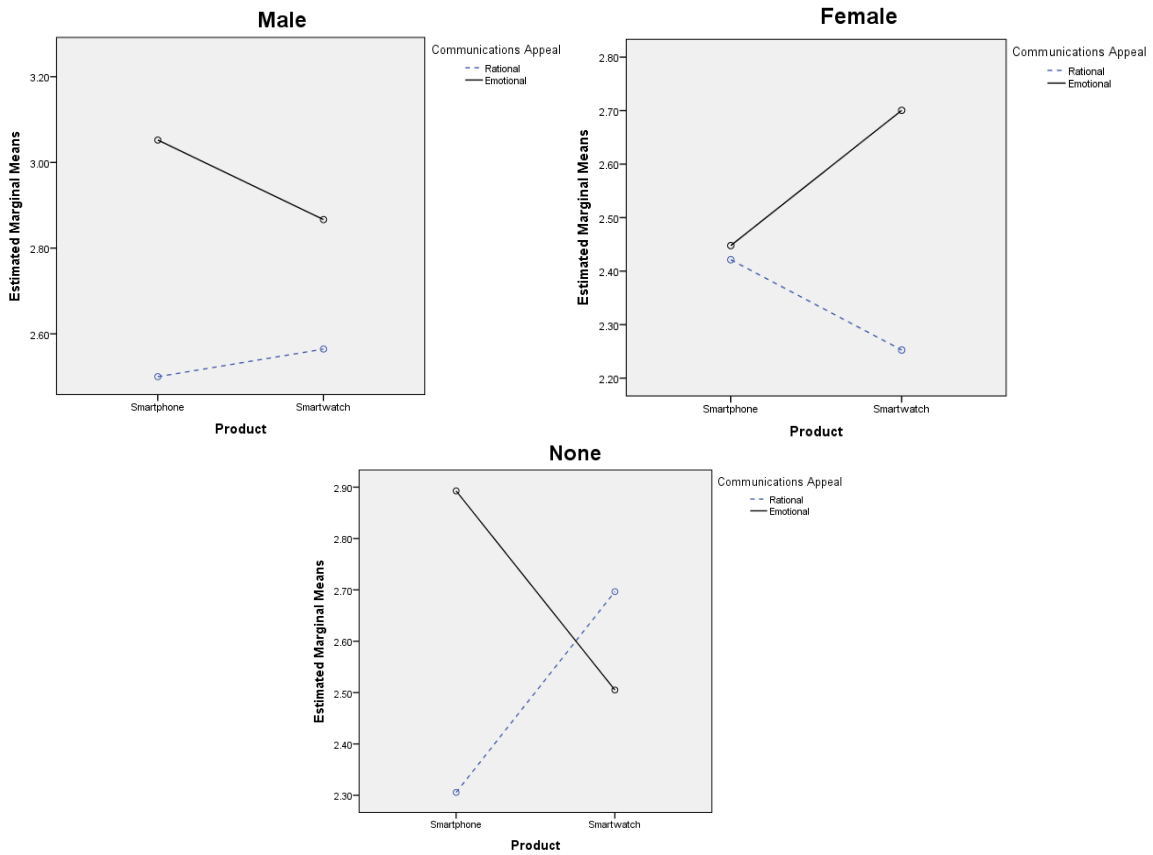 Male
Communications Appeal
Rational
Emotional
Estimated Marginal Means
3.20
3.00
2.80
2.60
Smartphone
Smartwatch
Product
Female
Communications Appeal
Rational
Emotional
Estimated Marginal Means
2.80
2.70
2.60
2.50
2.40
2.30
2.20
Smartphone
Smartwatch
Product
None
Communications Appeal
Rational
Emotional
Estimated Marginal Means
2.90
2.80
2.70
2.60
2.50
2.40
2.30
Smartphone
Smartwatch
Product